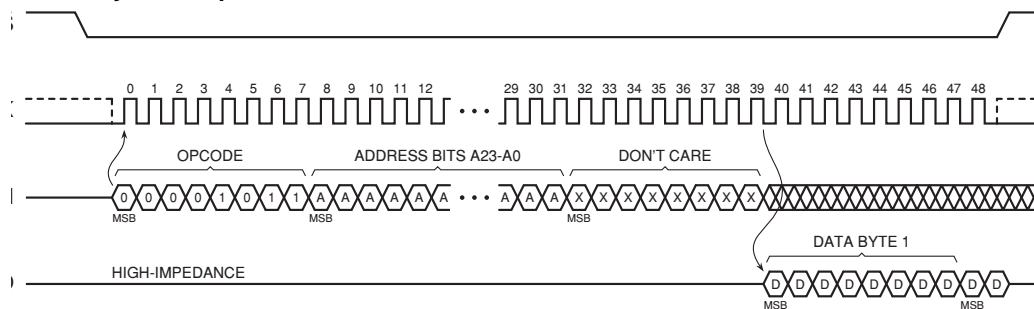 0 1 2 3 4 5 6 7 8 9 10 11 12 29 30 31 32 33 34 35 36 37 38 39 40 41 42 43 44 45 46 47 48
OPCODE ADDRESS BITS A23-A0 DON'T CARE
0 0 0 0 1 0 1 1 A A A A A A A A A X X X X X X X X
MSB MSB MSB
DATA BYTE 1
HIGH-IMPEDANCE
D D D D D D D D D D
MSB MSB